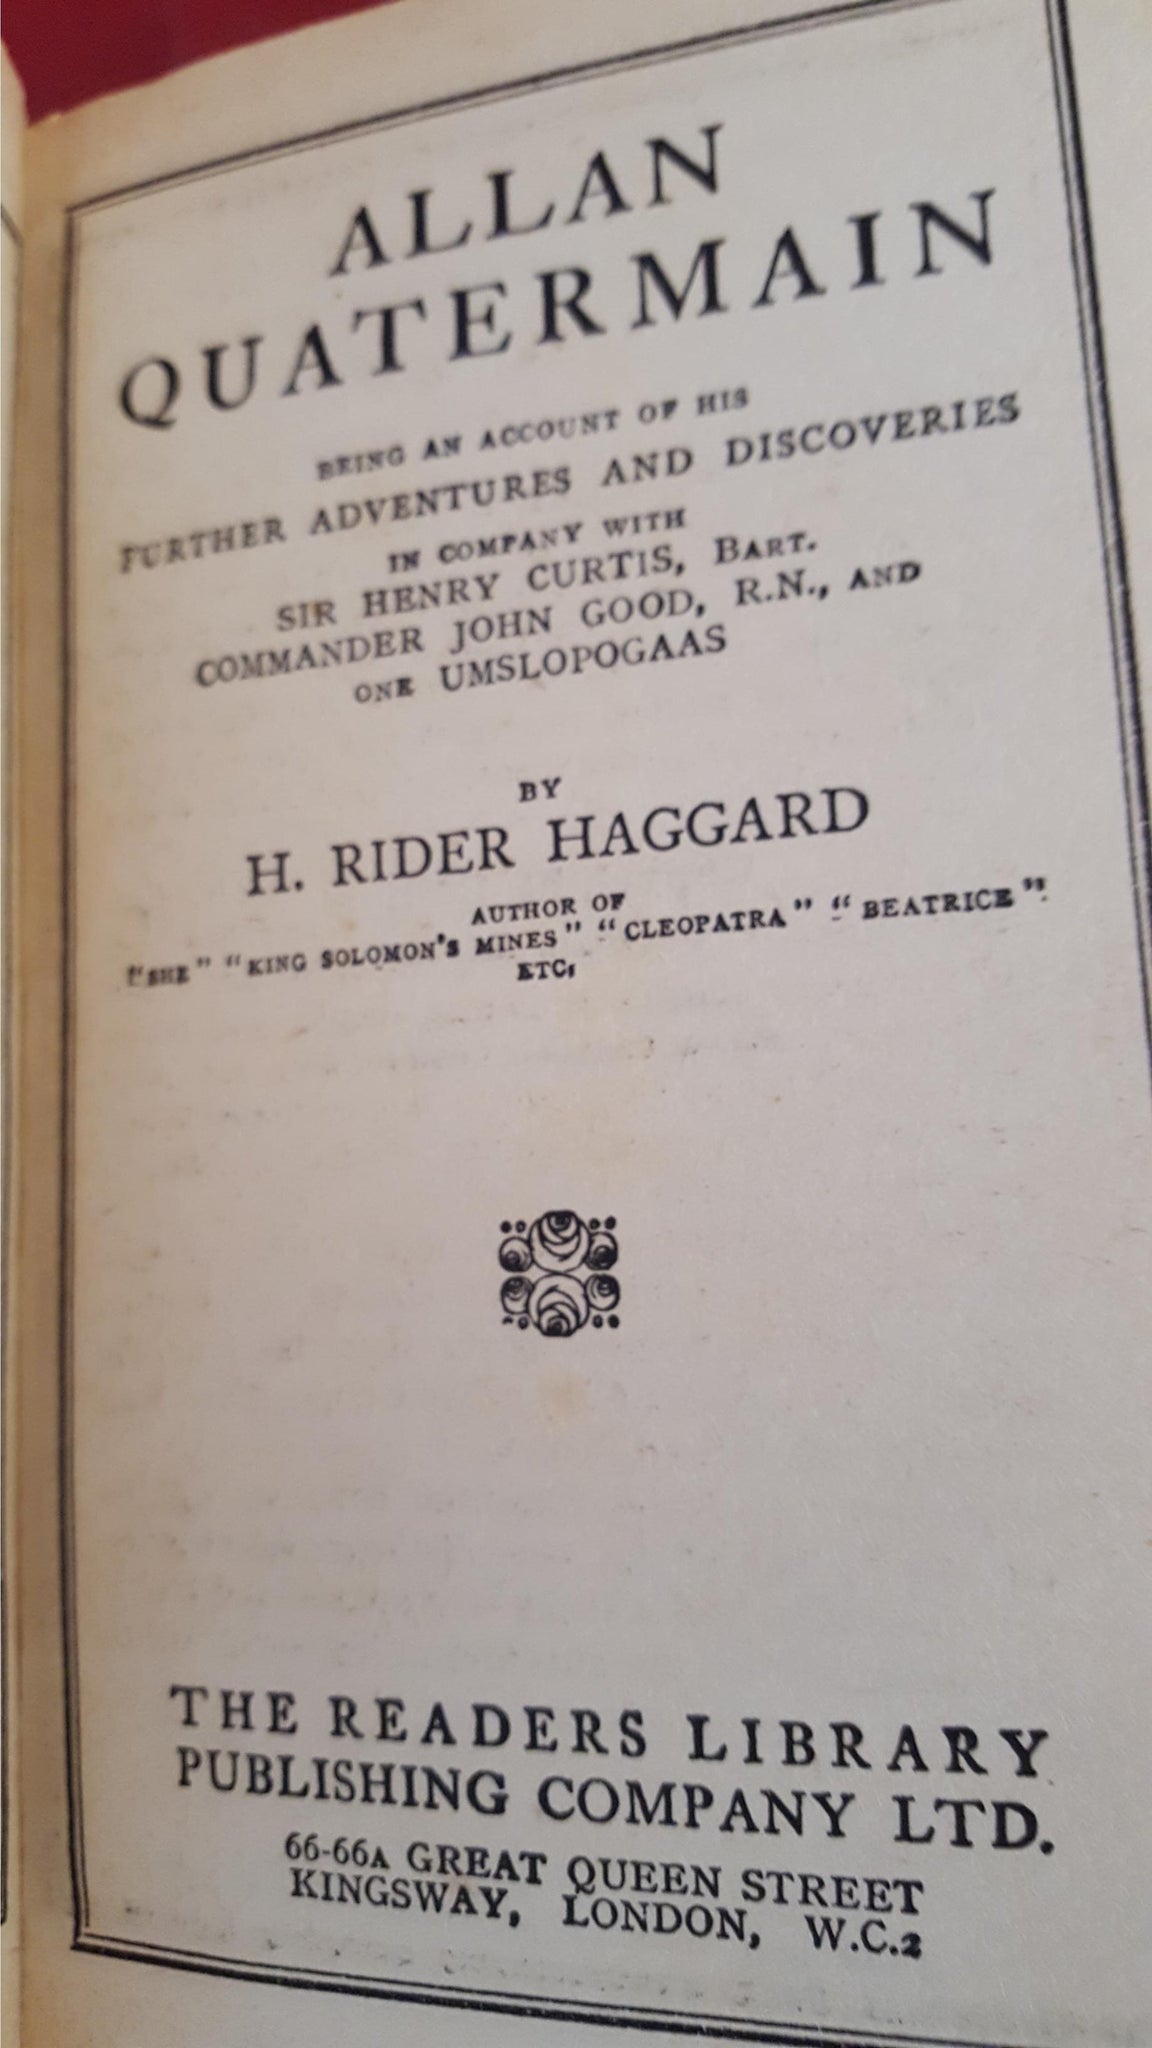 ALLAN
QUATERMAIN
BEING AN ACCOUNT OF HIS
FURTHER ADVENTURES AND DISCOVERIES
IN COMPANY WITH
SIR HENRY CURTIS, BART.
COMMANDER JOHN GOOD, R.N., AND
ONE UMSLOPOGAAS
BY
H. RIDER HAGGARD
AUTHOR OF
"SHE" "KING SOLOMON'S MINES" "CLEOPATRA" "BEATRICE"
ETC,
THE READERS LIBRARY
PUBLISHING COMPANY LTD.
66-66A GREAT QUEEN STREET
KINGSWAY, LONDON, W.C.2